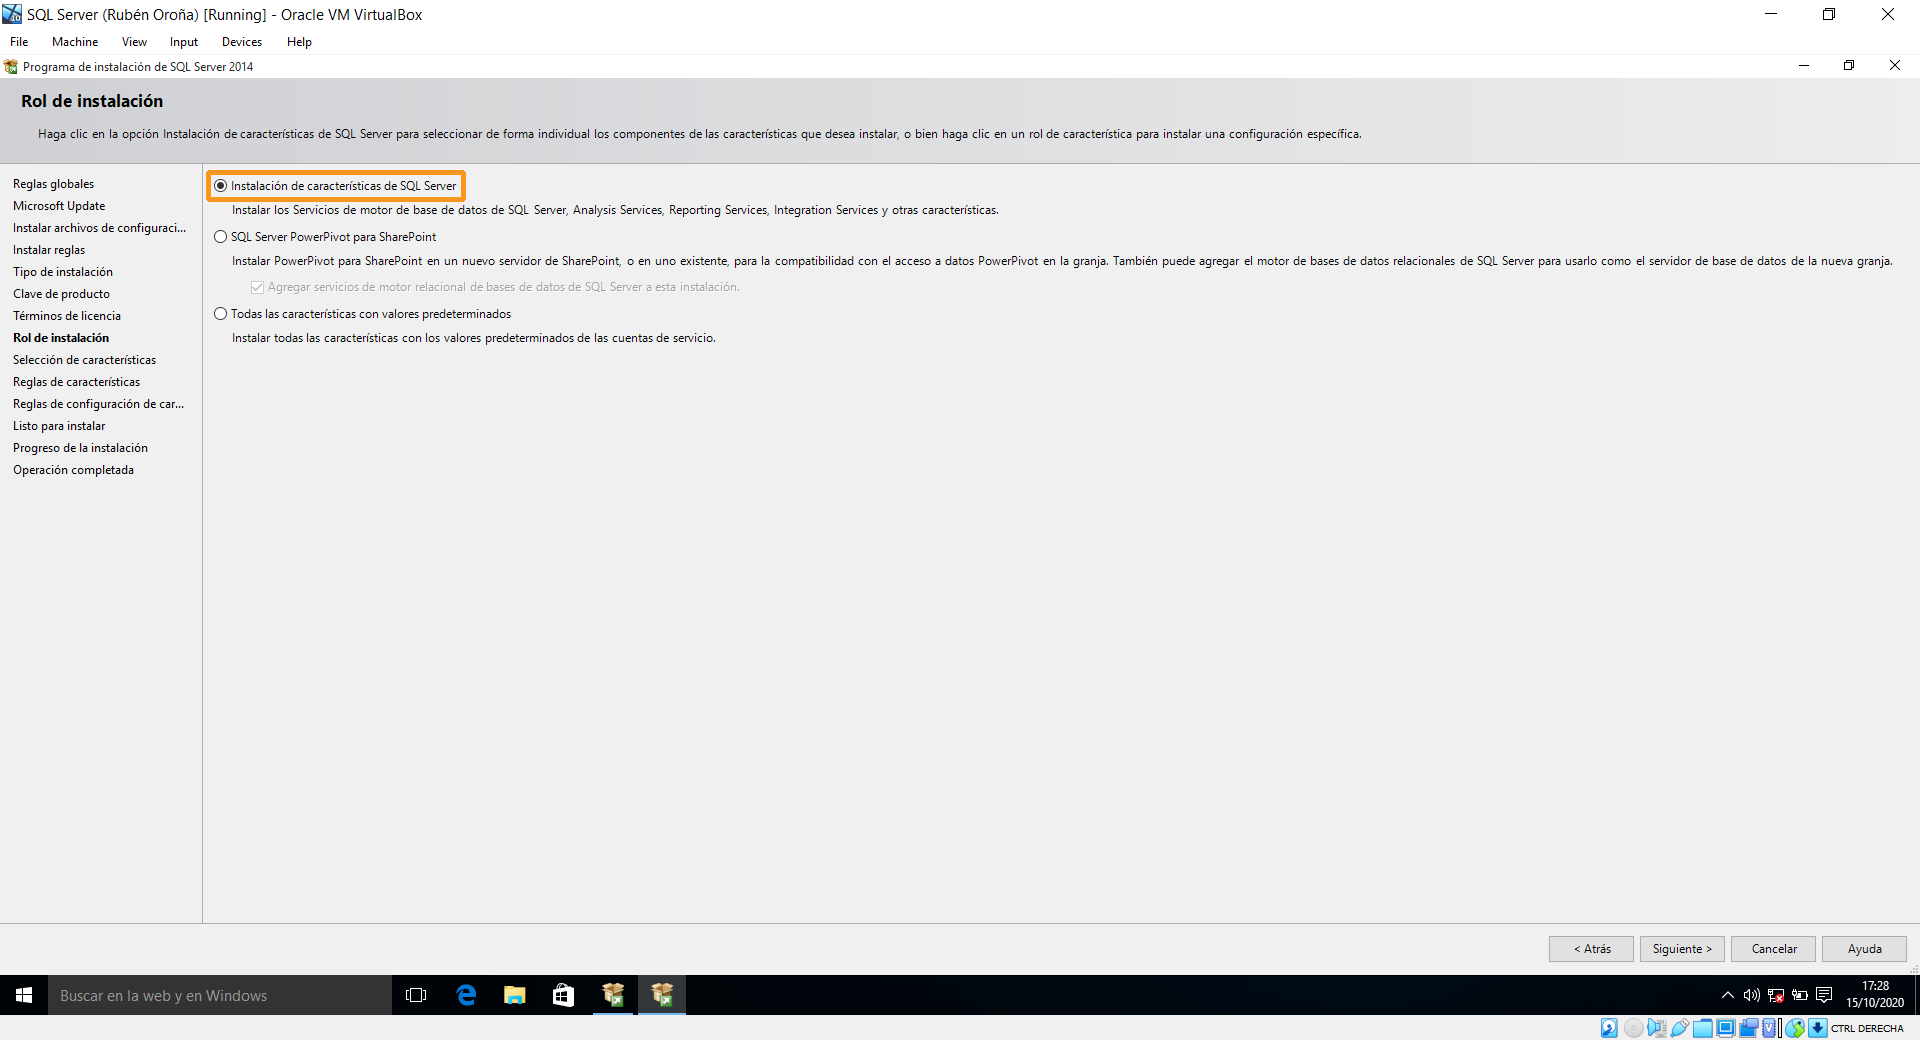 SQL Server (Rubén Oroña) [Running] - Oracle VM VirtualBox
File Machine View Input Devices Help
Programa de instalación de SQL Server 2014
Rol de instalación
Haga clic en la opción Instalación de características de SQL Server para seleccionar de forma individual los componentes de las características que desea instalar, o bien haga clic en un rol de característica para instalar una configuración específica.
Reglas globales
Microsoft Update
Instalar archivos de configuraci...
Instalar reglas
Tipo de instalación
Clave de producto
Términos de licencia
Rol de instalación
Selección de características
Reglas de características
Reglas de configuración de car...
Listo para instalar
Progreso de la instalación
Operación completada
Instalación de características de SQL Server
Instalar los Servicios de motor de base de datos de SQL Server, Analysis Services, Reporting Services, Integration Services y otras características.
SQL Server PowerPivot para SharePoint
Instalar PowerPivot para SharePoint en un nuevo servidor de SharePoint, o en uno existente, para la compatibilidad con el acceso a datos PowerPivot en la granja. También puede agregar el motor de bases de datos relacionales de SQL Server para usarlo como el servidor de base de datos de la nueva granja.
Agregar servicios de motor relacional de bases de datos de SQL Server a esta instalación.
Todas las características con valores predeterminados
Instalar todas las características con los valores predeterminados de las cuentas de servicio.
< Atrás Siguiente > Cancelar Ayuda
Buscar en la web y en Windows
17:28
15/10/2020
CTRL DERECHA